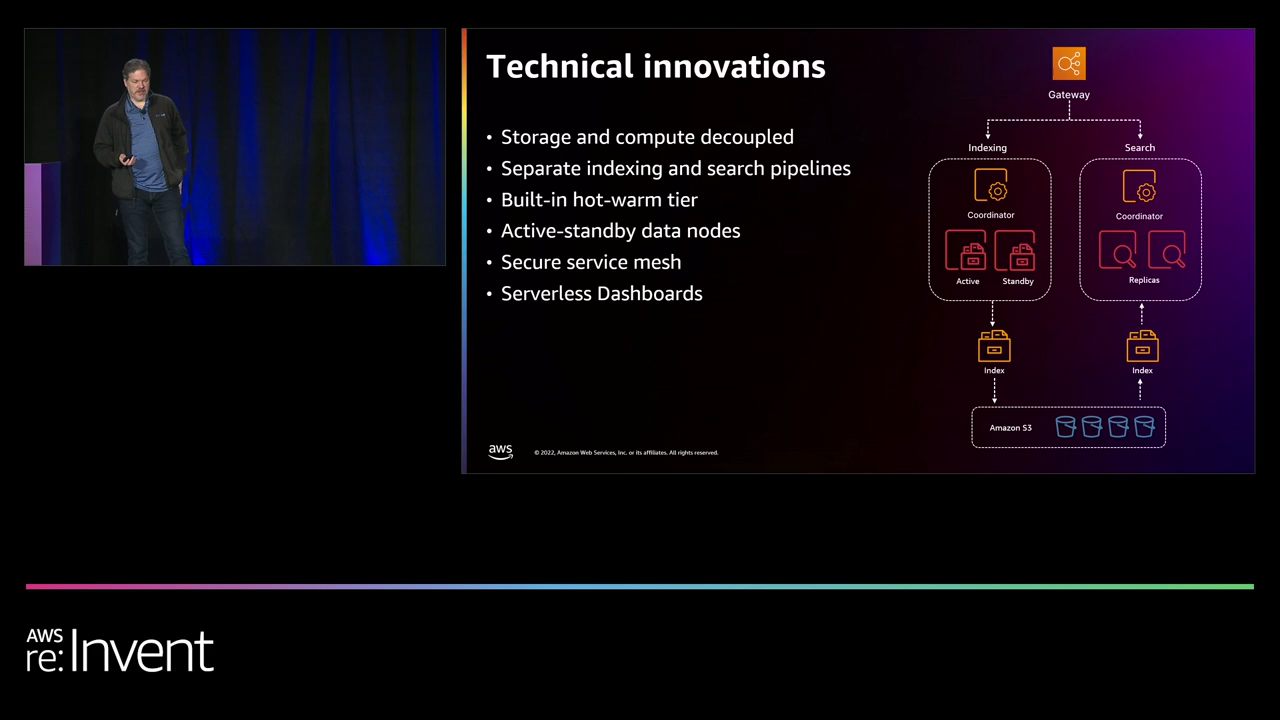 Technical innovations
• Storage and compute decoupled
• Separate indexing and search pipelines
• Built-in hot-warm tier
• Active-standby data nodes
• Secure service mesh
• Serverless Dashboards
Gateway
Indexing
Search
Coordinator
Coordinator
Active
Standby
Replicas
Index
Index
Amazon S3
aws
© 2022, Amazon Web Services, Inc. or its affiliates. All rights reserved.
AWS
re:Invent